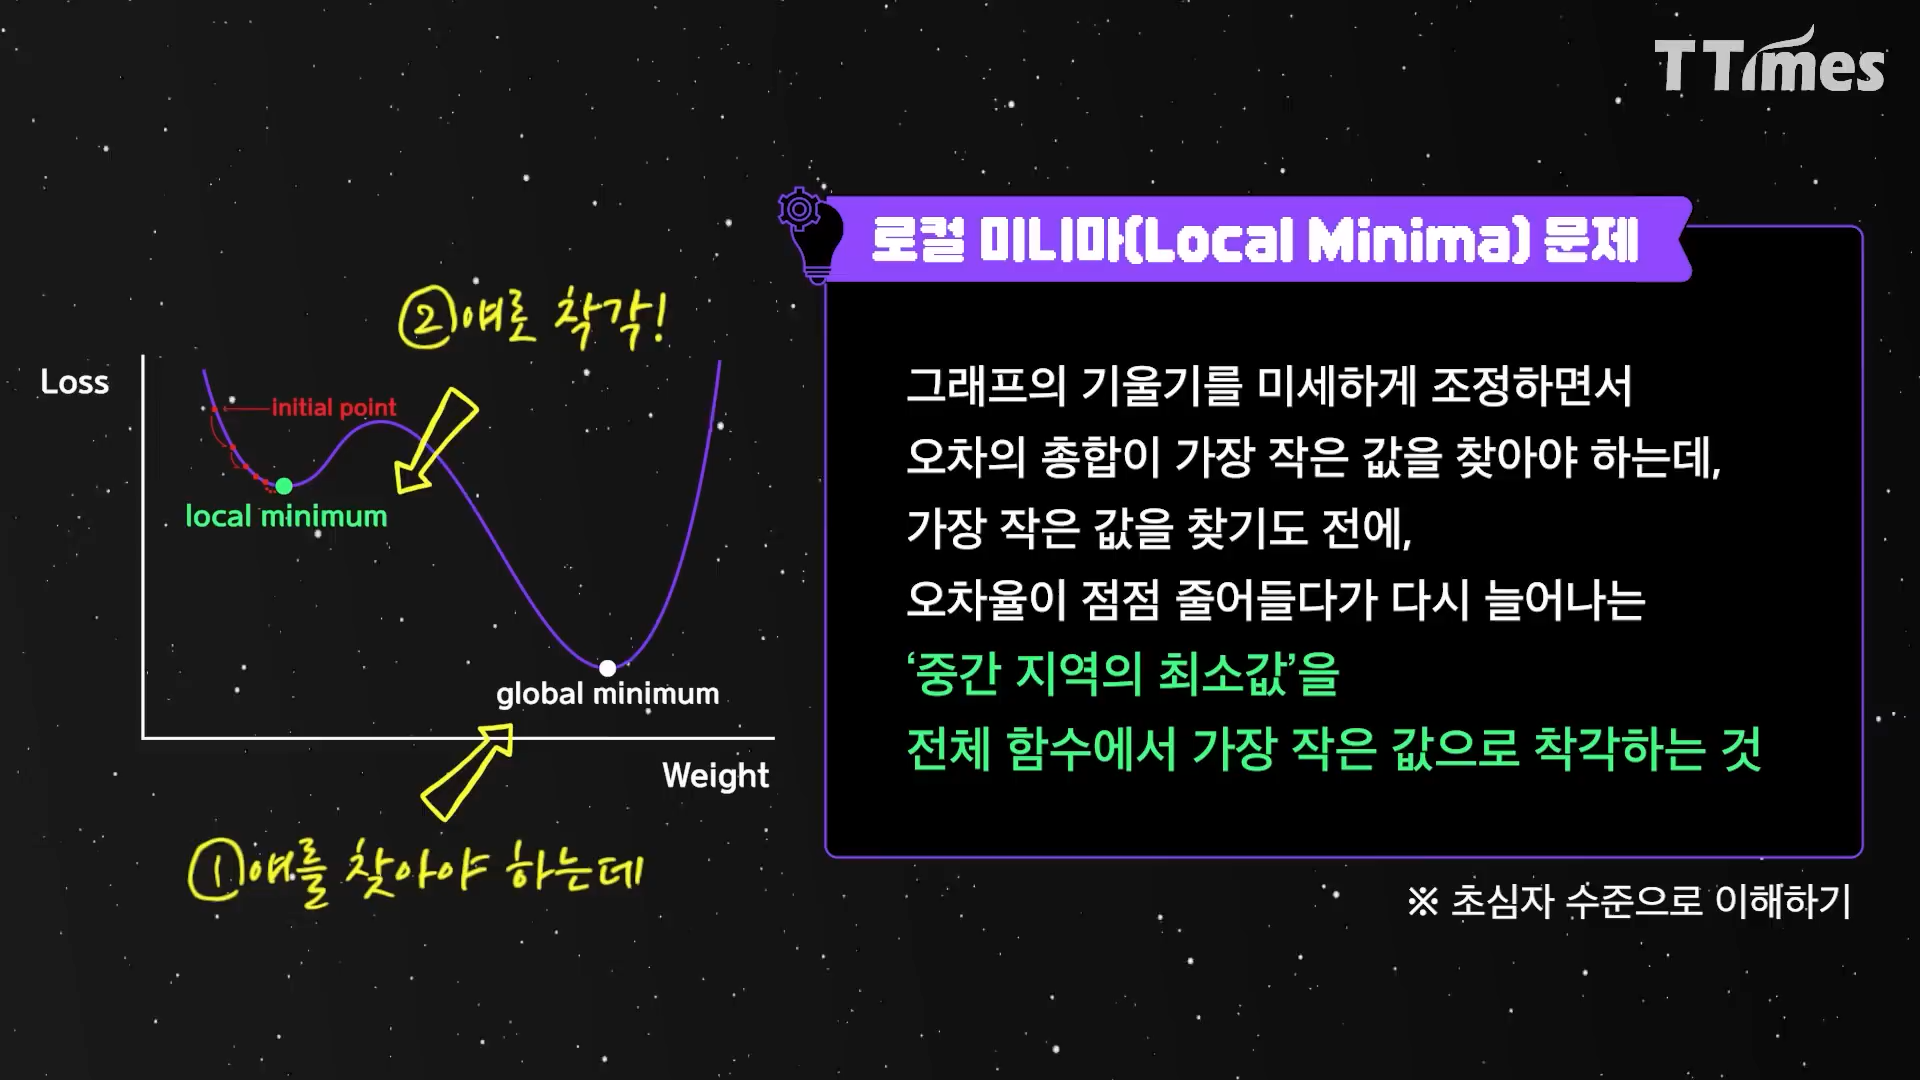 TTimes
로컬 미니마(Local Minima) 문제
그래프의 기울기를 미세하게 조정하면서
오차의 총합이 가장 작은 값을 찾아야 하는데,
가장 작은 값을 찾기도 전에,
오차율이 점점 줄어들다가 다시 늘어나는
‘중간 지역의 최소값’을
전체 함수에서 가장 작은 값으로 착각하는 것
※ 초심자 수준으로 이해하기
②얘로 착각!
Loss
initial point
local minimum
global minimum
Weight
①얘를 찾아야 하는데